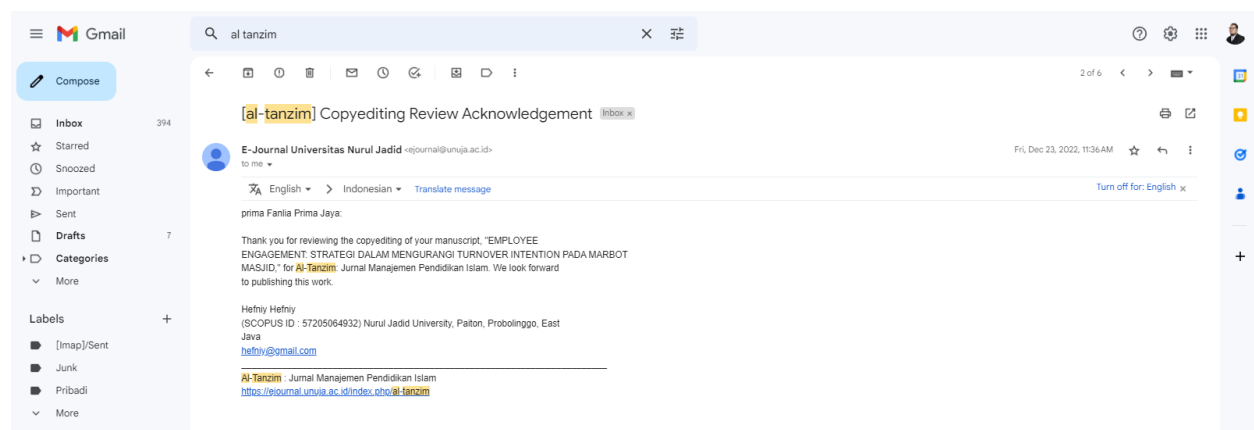 Gmail
al tanzim
Compose
2 of 6
[al-tanzim] Copyediting Review Acknowledgement Inbox x
Inbox 394
Starred
Snoozed
Important
Sent
Drafts 7
Categories
More
Labels +
[Imap]/Sent
Junk
Pribadi
More
E-Journal Universitas Nurul Jadid <ejournal@unuja.ac.id>
Fri, Dec 23, 2022, 11:36 AM
to me
English > Indonesian Translate message
Turn off for: English x
prima Fanlia Prima Jaya:
Thank you for reviewing the copyediting of your manuscript, "EMPLOYEE
ENGAGEMENT: STRATEGI DALAM MENGURANGI TURNOVER INTENTION PADA MARBOT
MASJID," for Al-Tanzim: Jurnal Manajemen Pendidikan Islam. We look forward
to publishing this work.
Hefniy Hefniy
(SCOPUS ID : 57205064932) Nurul Jadid University, Paiton, Probolinggo, East
Java
hefniy@gmail.com
Al-Tanzim : Jurnal Manajemen Pendidikan Islam
https://ejournal.unuja.ac.id/index.php/al-tanzim